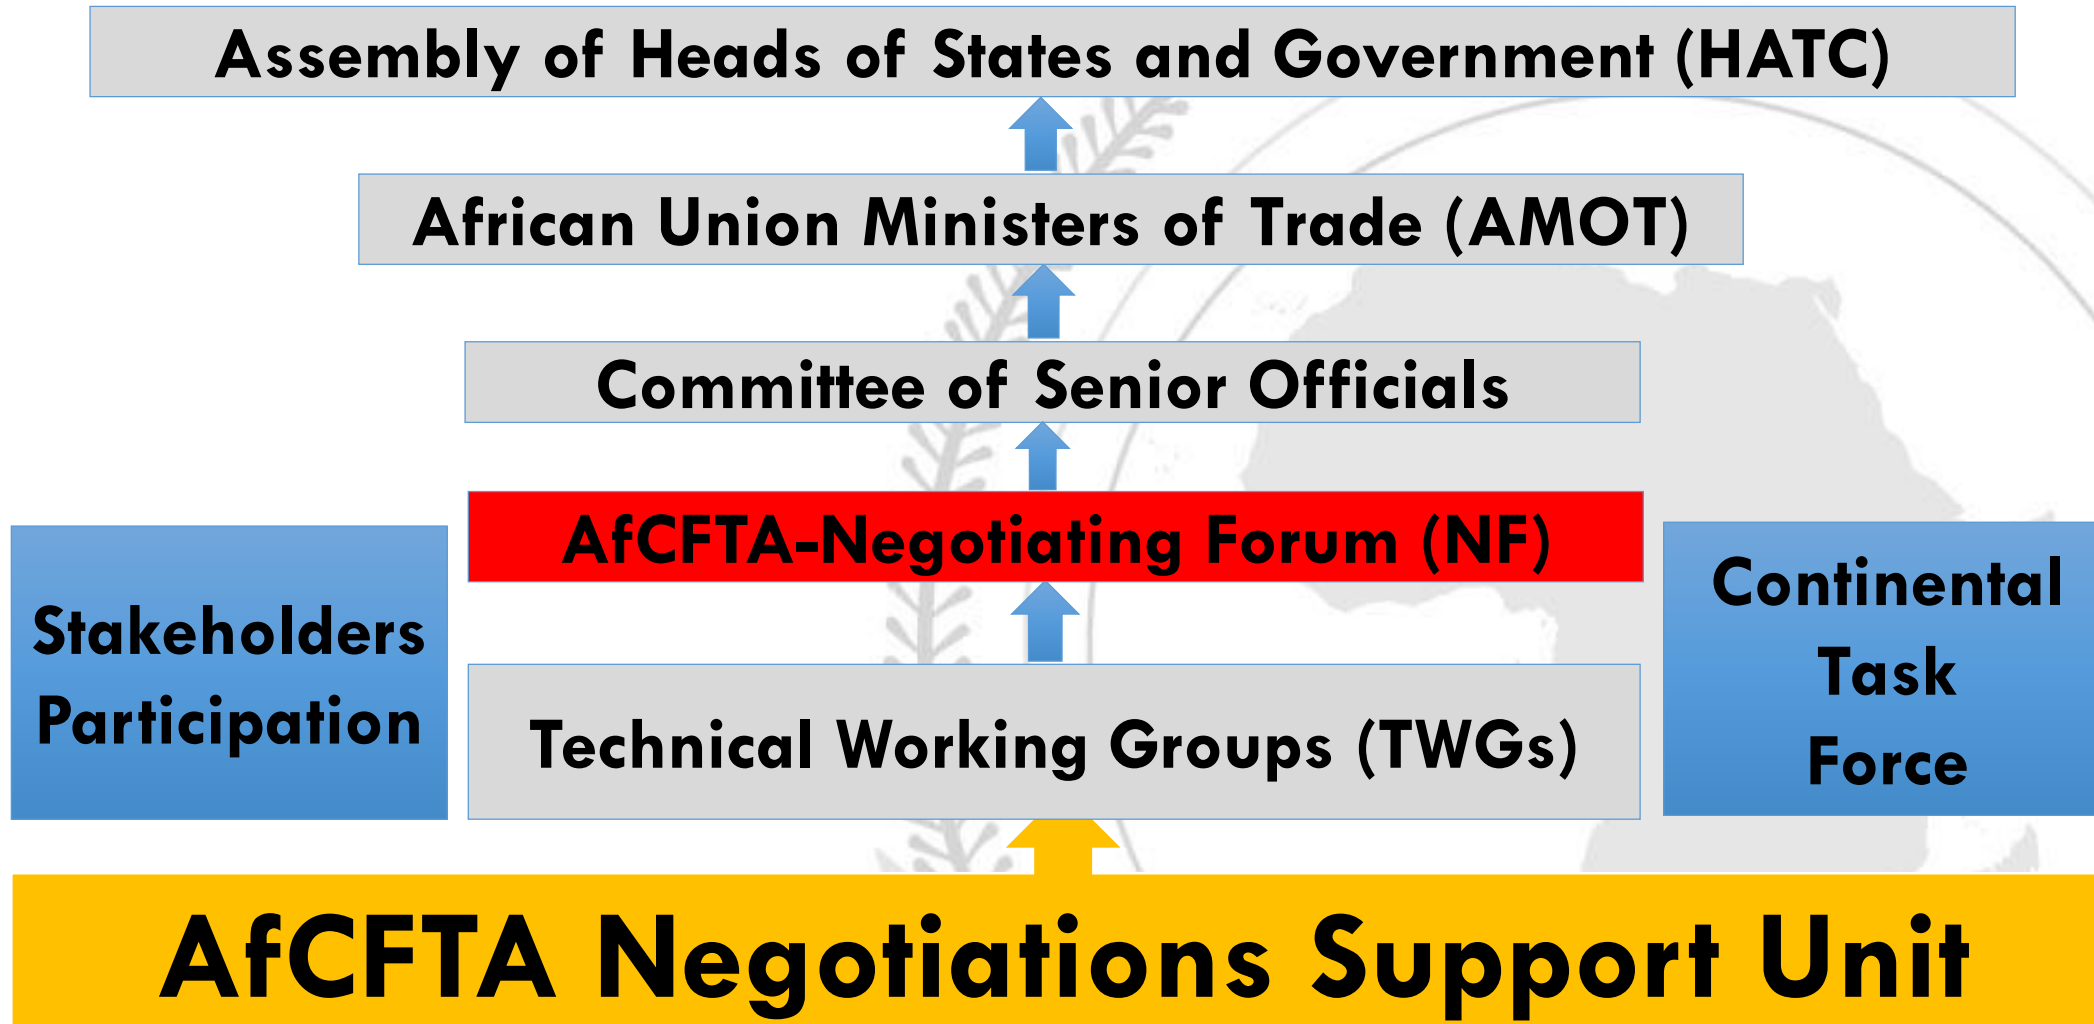 Assembly of Heads of States and Government (HATC)
African Union Ministers of Trade (AMOT)
Committee of Senior Officials
AfCFTA-Negotiating Forum (NF)
Stakeholders
Participation
Technical Working Groups (TWGs)
Continental
Task
Force
AfCFTA Negotiations Support Unit